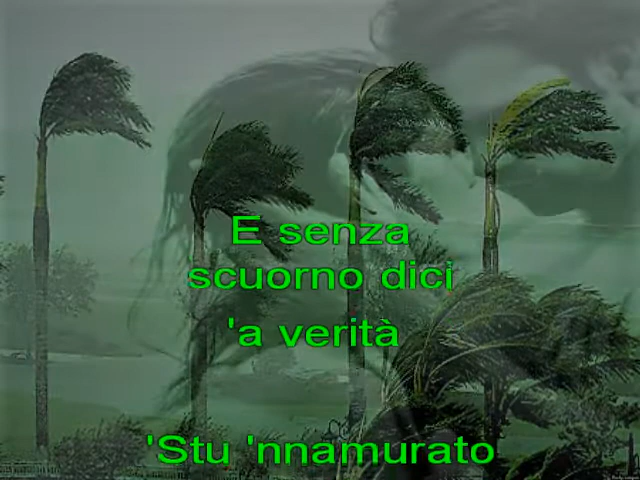 E senza
scuorno dici
'a verità
'Stu 'nnamurato